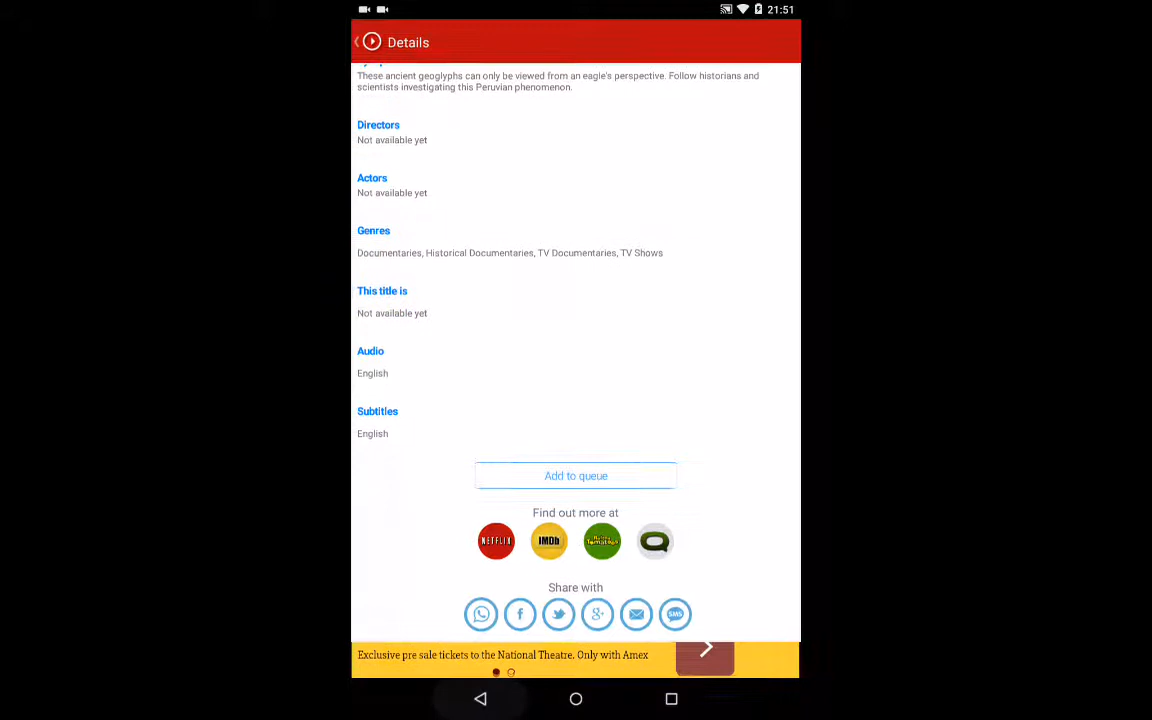 21:51
Details
These ancient geoglyphs can only be viewed from an eagle's perspective. Follow historians and
scientists investigating this Peruvian phenomenon.
Directors
Not available yet
Actors
Not available yet
Genres
Documentaries, Historical Documentaries, TV Documentaries, TV Shows
This title is
Not available yet
Audio
English
Subtitles
English
Add to queue
Find out more at
NETFLIX IMDb Rotten Tomatoes
Share with
f g+ SMS
Exclusive pre sale tickets to the National Theatre. Only with Amex